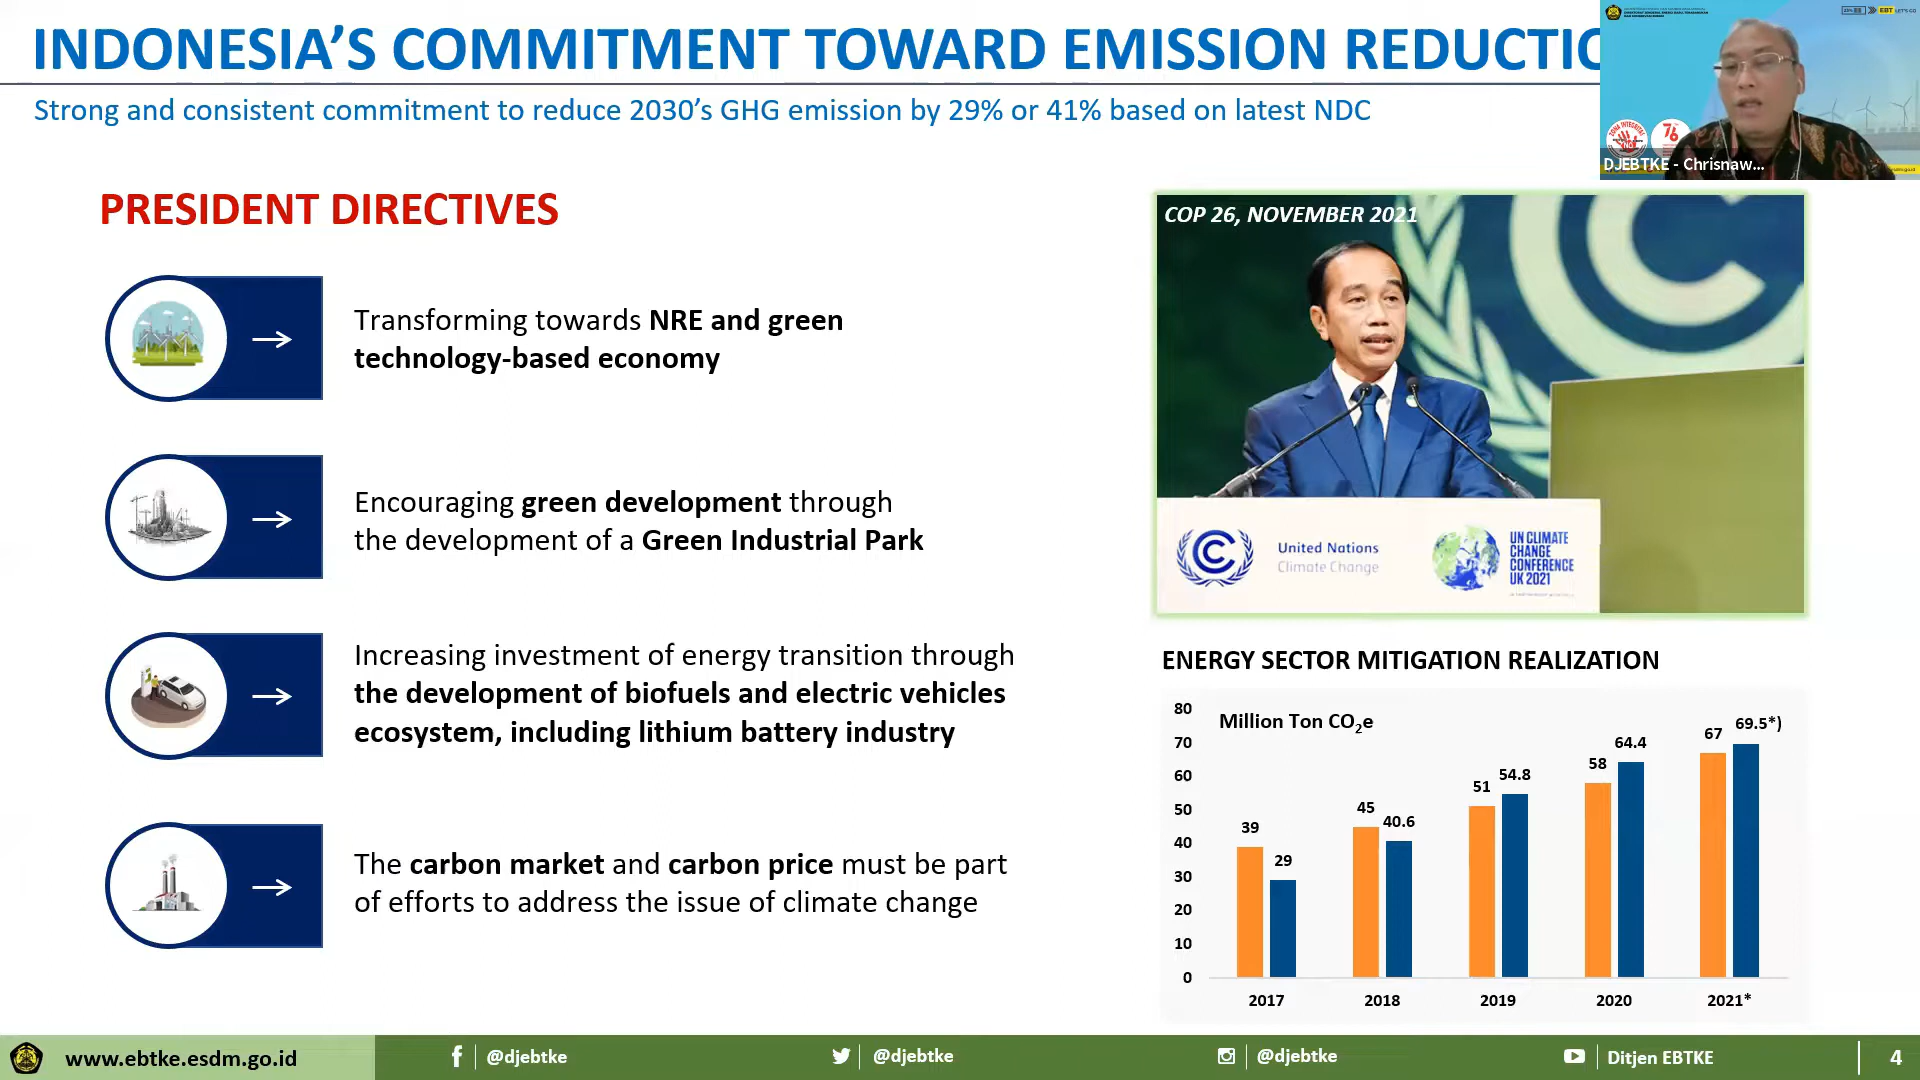 INDONESIA’S COMMITMENT TOWARD EMISSION REDUCTIO
Strong and consistent commitment to reduce 2030’s GHG emission by 29% or 41% based on latest NDC
DJEBTKE - Chrisnaw...
PRESIDENT DIRECTIVES
Transforming towards NRE and green
technology-based economy
Encouraging green development through
the development of a Green Industrial Park
Increasing investment of energy transition through
the development of biofuels and electric vehicles
ecosystem, including lithium battery industry
The carbon market and carbon price must be part
of efforts to address the issue of climate change
COP 26, NOVEMBER 2021
United Nations
Climate Change
UN CLIMATE
CHANGE
CONFERENCE
UK 2021
ENERGY SECTOR MITIGATION REALIZATION
Million Ton CO₂e
80
70
60
50
40
30
20
10
0
39 29
45 40.6
51 54.8
58 64.4
67 69.5*)
2017 2018 2019 2020 2021*
www.ebtke.esdm.go.id
@djebtke
@djebtke
@djebtke
Ditjen EBTKE
4